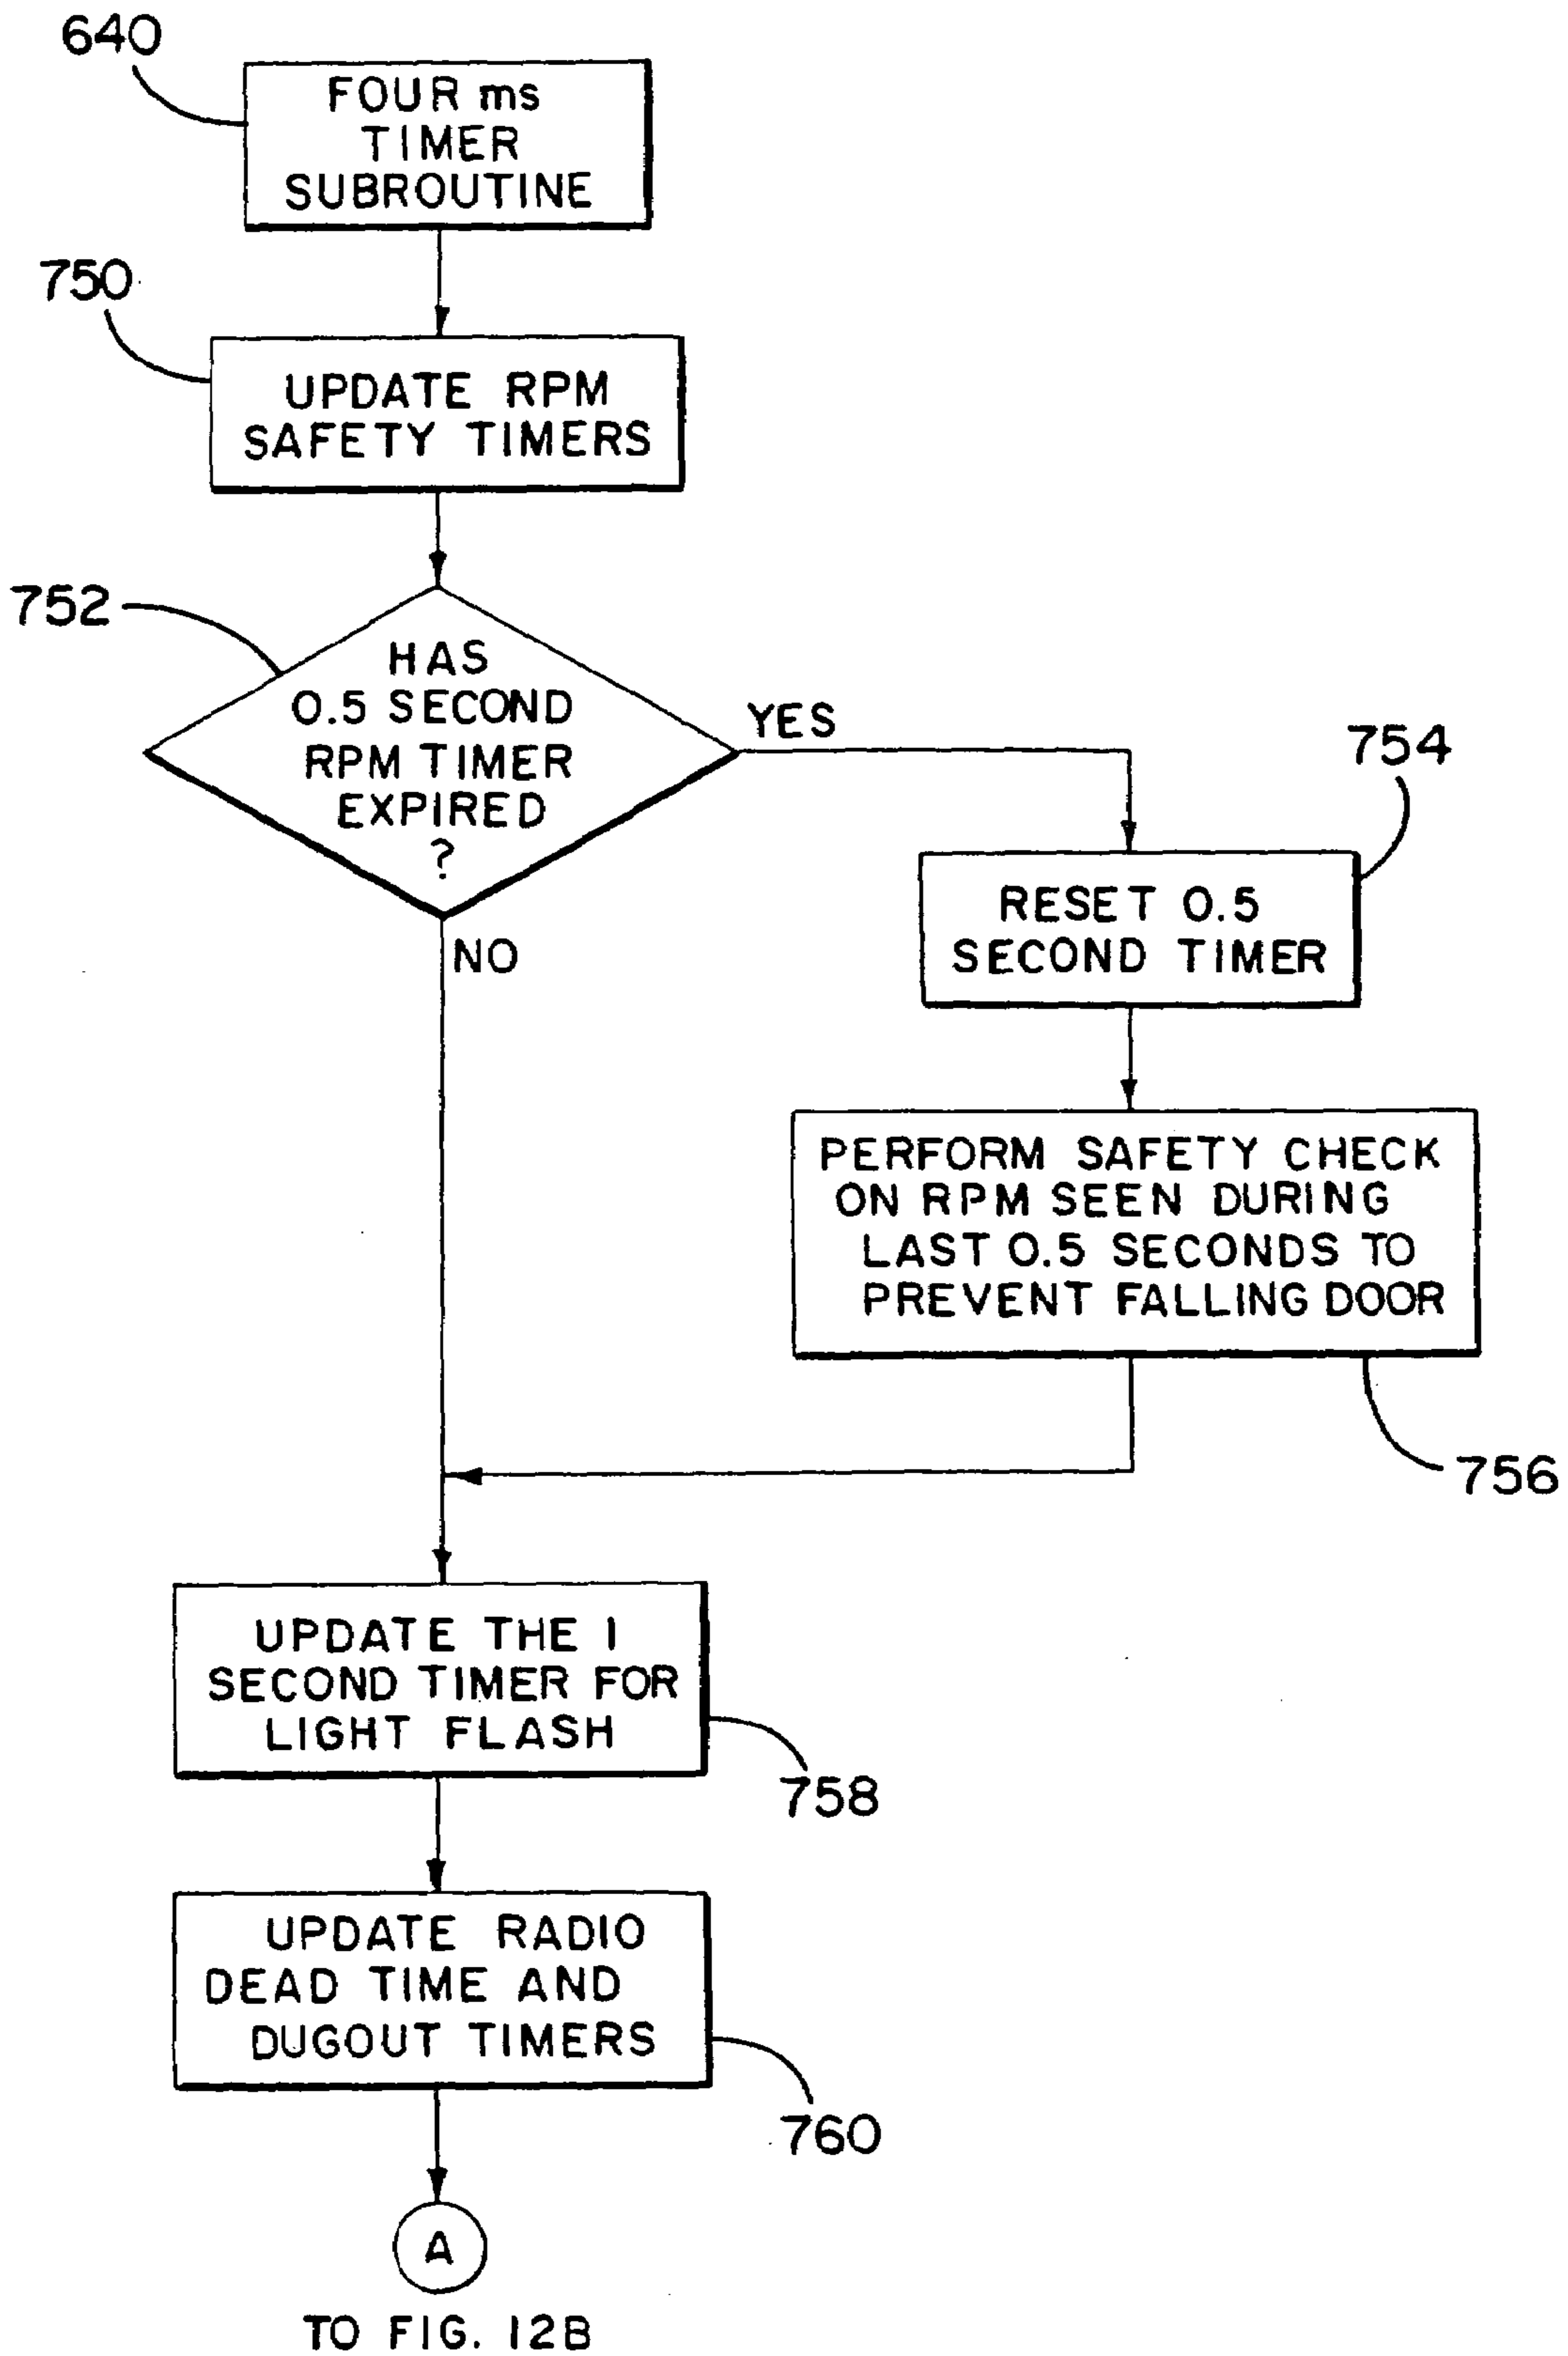 640
FOUR ms
TIMER
SUBROUTINE
750
UPDATE RPM
SAFETY TIMERS
752
HAS
0.5 SECOND
RPM TIMER
EXPIRED
?
YES
NO
754
RESET 0.5
SECOND TIMER
PERFORM SAFETY CHECK
ON RPM SEEN DURING
LAST 0.5 SECONDS TO
PREVENT FALLING DOOR
756
UPDATE THE 1
SECOND TIMER FOR
LIGHT FLASH
758
UPDATE RADIO
DEAD TIME AND
DUGOUT TIMERS
760
A
TO FIG. 12B